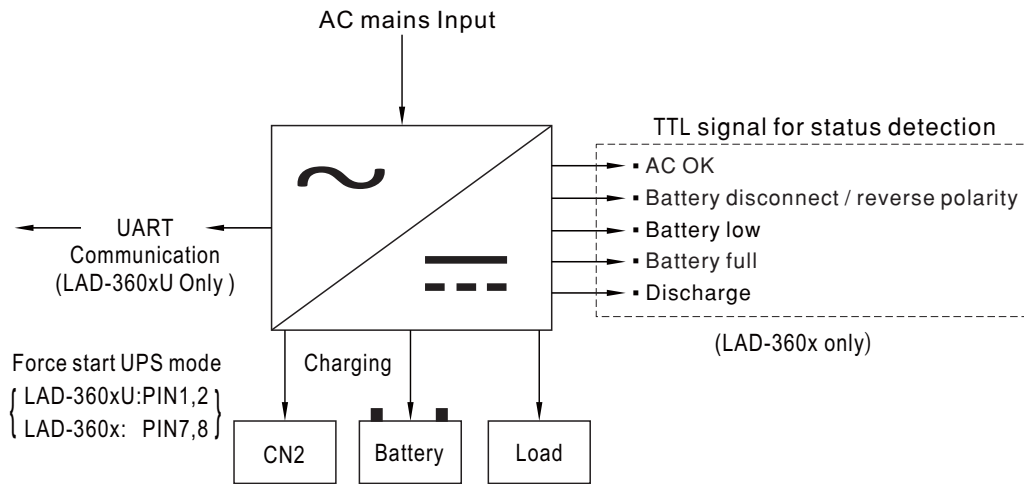 AC mains Input
TTL signal for status detection
▪ AC OK
▪ Battery disconnect / reverse polarity
▪ Battery low
▪ Battery full
▪ Discharge
(LAD-360x only)
UART
Communication
(LAD-360xU Only )
Force start UPS mode
LAD-360xU:PIN1,2
LAD-360x: PIN7,8
Charging
CN2
Battery
Load